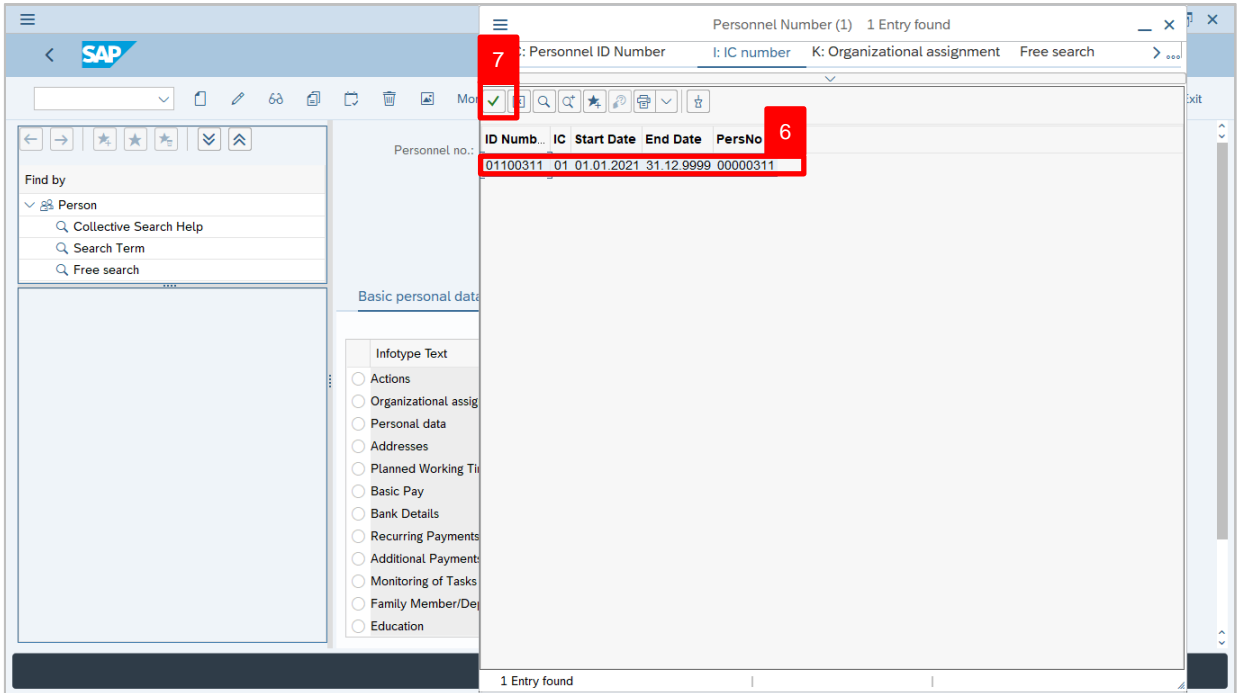 Personnel Number (1) 1 Entry found
SAP
7
: Personnel ID Number I: IC number K: Organizational assignment Free search
Mor
xit
ID Numb... IC Start Date End Date PersNo
6
01100311 01 01.01.2021 31.12.9999 00000311
Personnel no.:
Find by
Person
Collective Search Help
Search Term
Free search
Basic personal data
Infotype Text
Actions
Organizational assig
Personal data
Addresses
Planned Working Ti
Basic Pay
Bank Details
Recurring Payments
Additional Payments
Monitoring of Tasks
Family Member/Dep
Education
1 Entry found